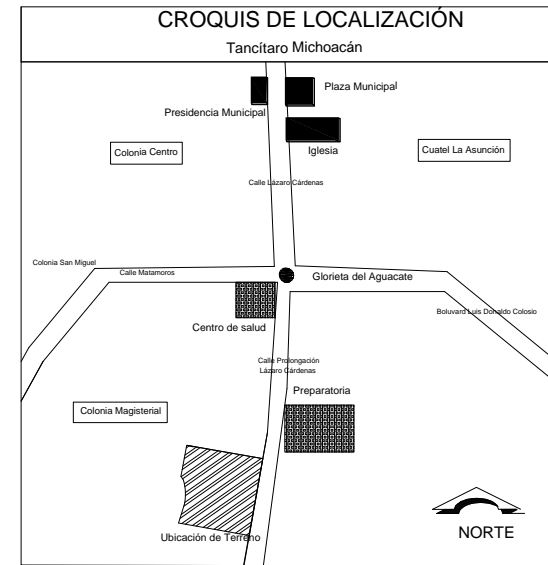 CROQUIS DE LOCALIZACIÓN
Tancítaro Michoacán
Plaza Municipal
Presidencia Municipal
Colonia Centro
Iglesia
Cuatel La Asunción
Calle Lázaro Cárdenas
Colonia San Miguel
Calle Matamoros
Glorieta del Aguacate
Boluvard Luis Donaldo Colosio
Centro de salud
Calle Prolongación
Lázaro Cárdenas
Preparatoria
Colonia Magisterial
Ubicación de Terreno
NORTE